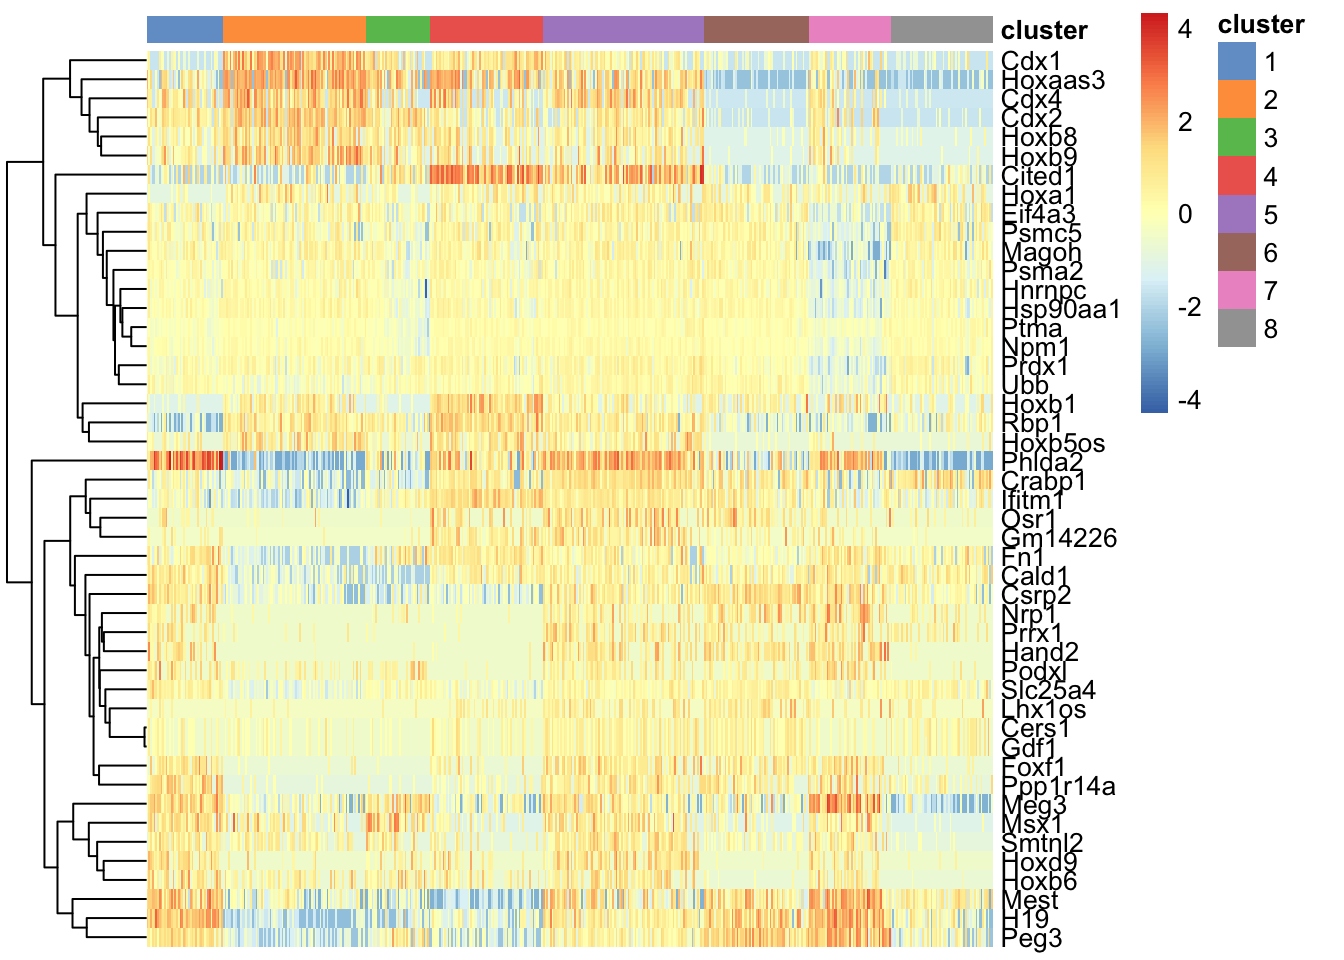 cluster
Cdx1
Hoxaas3
Cdx4
Cdx2
Hoxb8
Hoxb9
Cited1
Hoxa1
Eif4a3
Psmc5
Magoh
Psma2
Hnrnpc
Hsp90aa1
Ptma
Npm1
Prdx1
Ubb
Hoxb1
Rbp1
Hoxb5os
Phlda2
Crabp1
Ifitm1
Osr1
Gm14226
Fn1
Cald1
Csrp2
Nrp1
Prrx1
Hand2
Podxl
Slc25a4
Lhx1os
Cers1
Gdf1
Foxf1
Ppp1r14a
Meg3
Msx1
Smtnl2
Hoxd9
Hoxb6
Mest
H19
Peg3
4
2
0
-2
-4
cluster
1
2
3
4
5
6
7
8